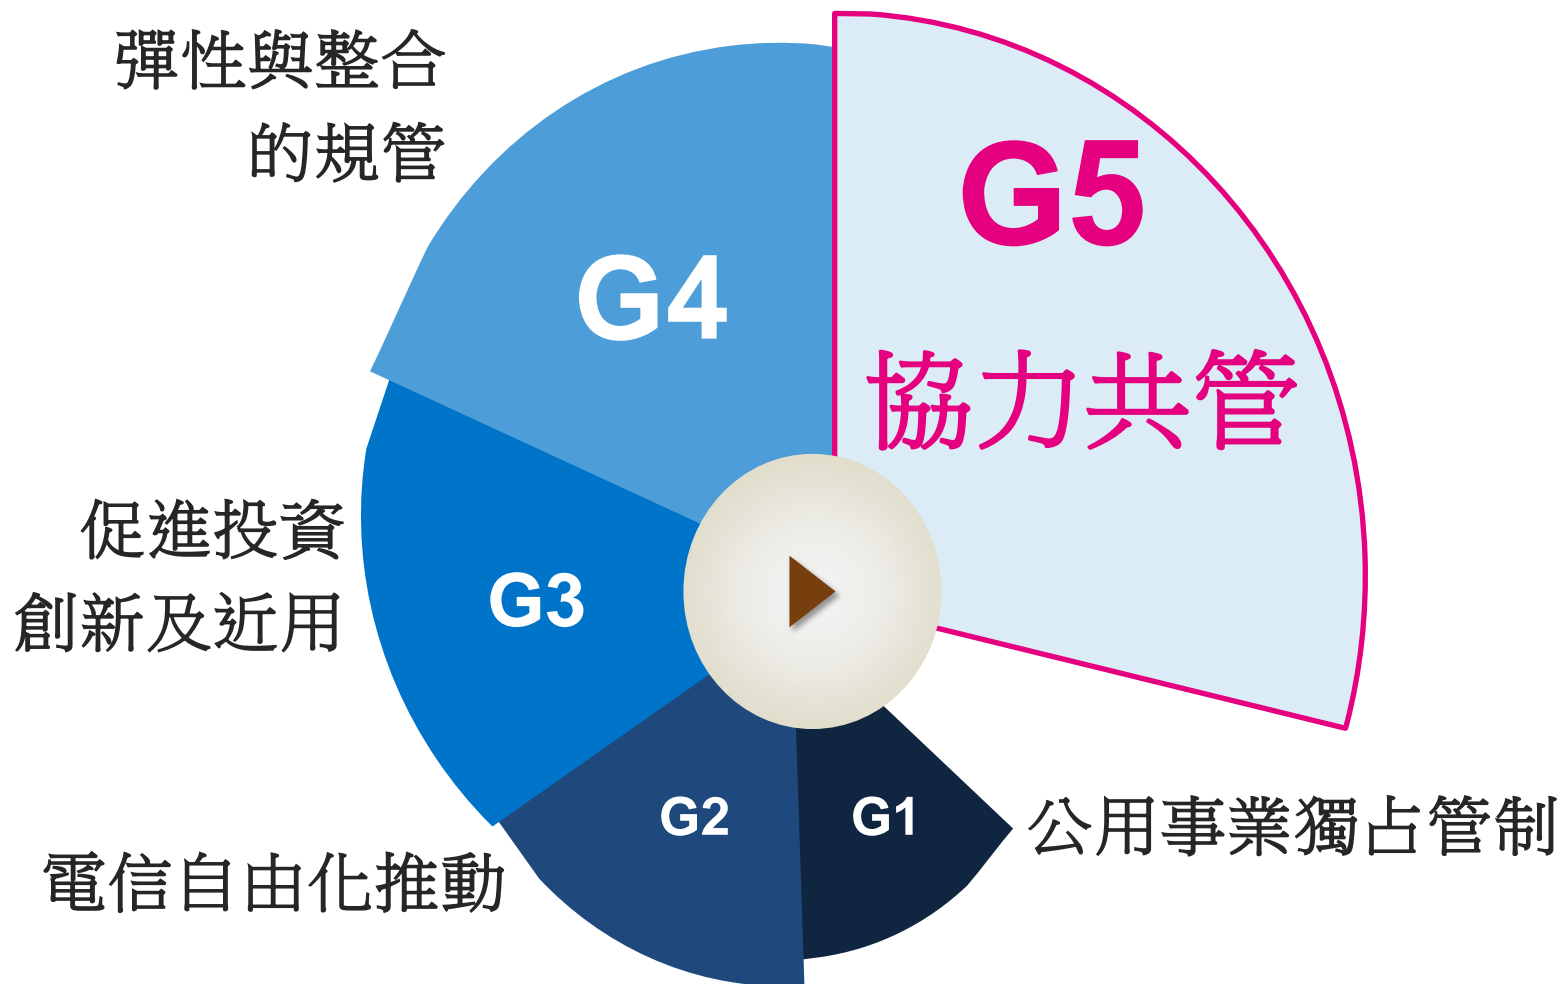 彈性與整合
的規管
G4
G5
協力共管
促進投資
創新及近用
G3
電信自由化推動
G2
G1
公用事業獨占管制